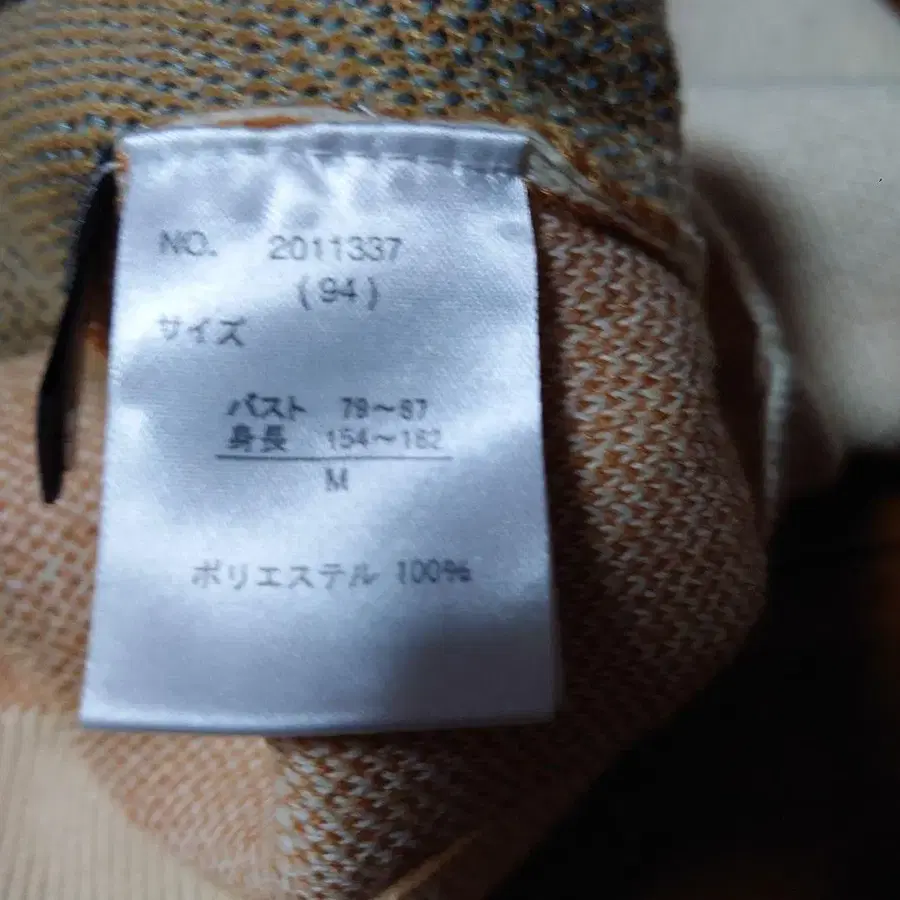 NO. 2011337
(94)
サイズ
バスト 79〜87
身長 154〜162
M
ポリエステル 100%